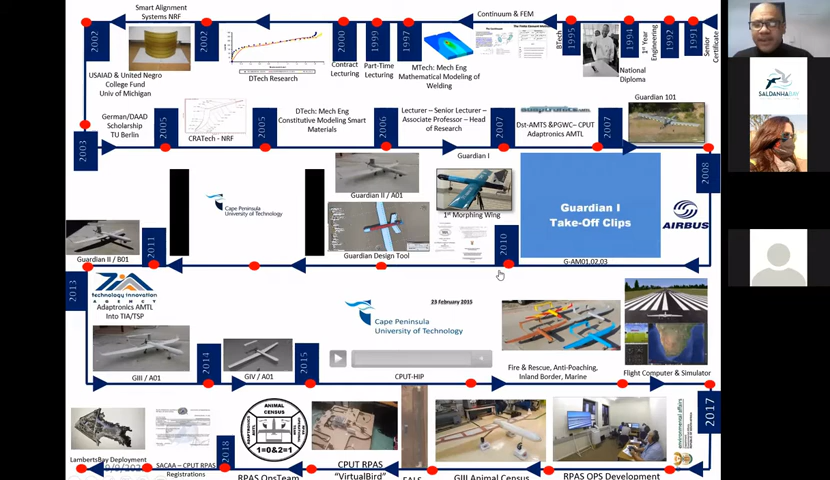 Smart Alignment
Systems NRF
Continuum & FEM
2002
2002
2000
1999
1997
BTech
1995
1994
1st Year
Engineering
1992
1991
Senior
Certificate
USAIAD & United Negro
College Fund
Univ of Michigan
DTech Research
Contract
Lecturing
Part-Time
Lecturing
MTech: Mech Eng
Mathematical Modeling of
Welding
National
Diploma
German/DAAD
Scholarship
TU Berlin
DTech: Mech Eng
Constitutive Modeling Smart
Materials
Lecturer – Senior Lecturer –
Associate Professor – Head
of Research
adaptronics AMTL
Dst-AMTS &PGWC– CPUT
Adaptronics AMTL
Guardian 101
2003
2005
CRATech - NRF
2005
2006
2007
2007
2008
Guardian I
Guardian II / A01
Cape Peninsula
University of Technology
1st Morphing Wing
Guardian I
Take-Off Clips
AIRBUS
Guardian II / B01
2011
Guardian Design Tool
2010
G-AM01,02,03
2013
technology innovation
AGENCY
Adaptronics AMTL
Into TIA/TSP
23 February 2015
Cape Peninsula
University of Technology
GIII / A01
2014
GIV / A01
2015
CPUT-HIP
Fire & Rescue, Anti-Poaching,
Inland Border, Marine
Flight Computer & Simulator
2017
ANIMAL
CENSUS
1=0&2=1
environmental affairs
LambertsBay Deployment
SACAA – CPUT RPAS
Registrations
2018
RPAS OpsTeam
CPUT RPAS
"VirtualBird"
GIII Animal Census
RPAS OPS Development
SALDANHABAY